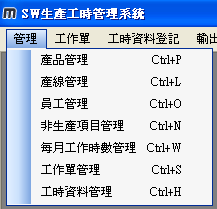 SW生產工時管理系統
管理 工作單 工時資料登記 輸出
產品管理 Ctrl+P
產線管理 Ctrl+L
員工管理 Ctrl+O
非生產項目管理 Ctrl+N
每月工作時數管理 Ctrl+W
工作單管理 Ctrl+S
工時資料管理 Ctrl+H